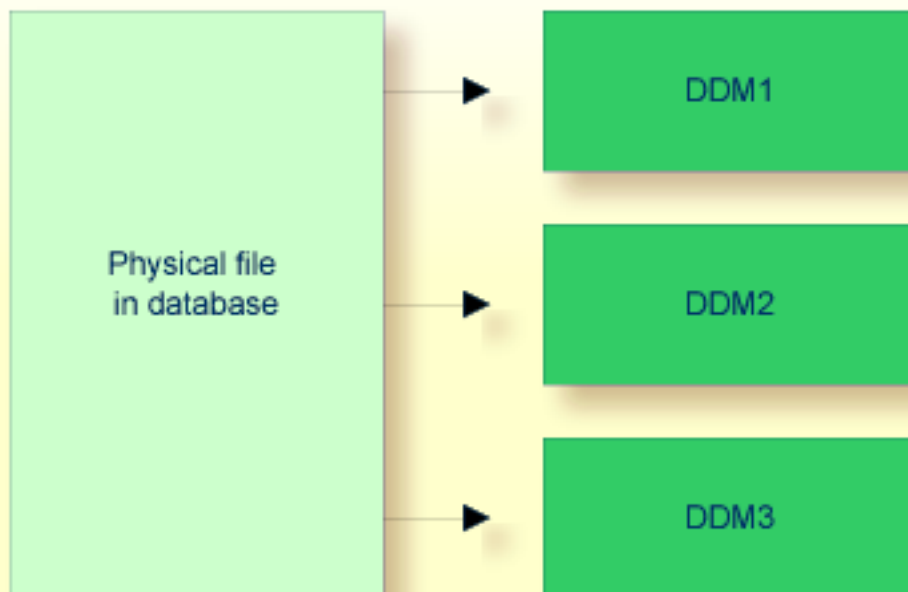 Physical file
in database
DDM1
DDM2
DDM3